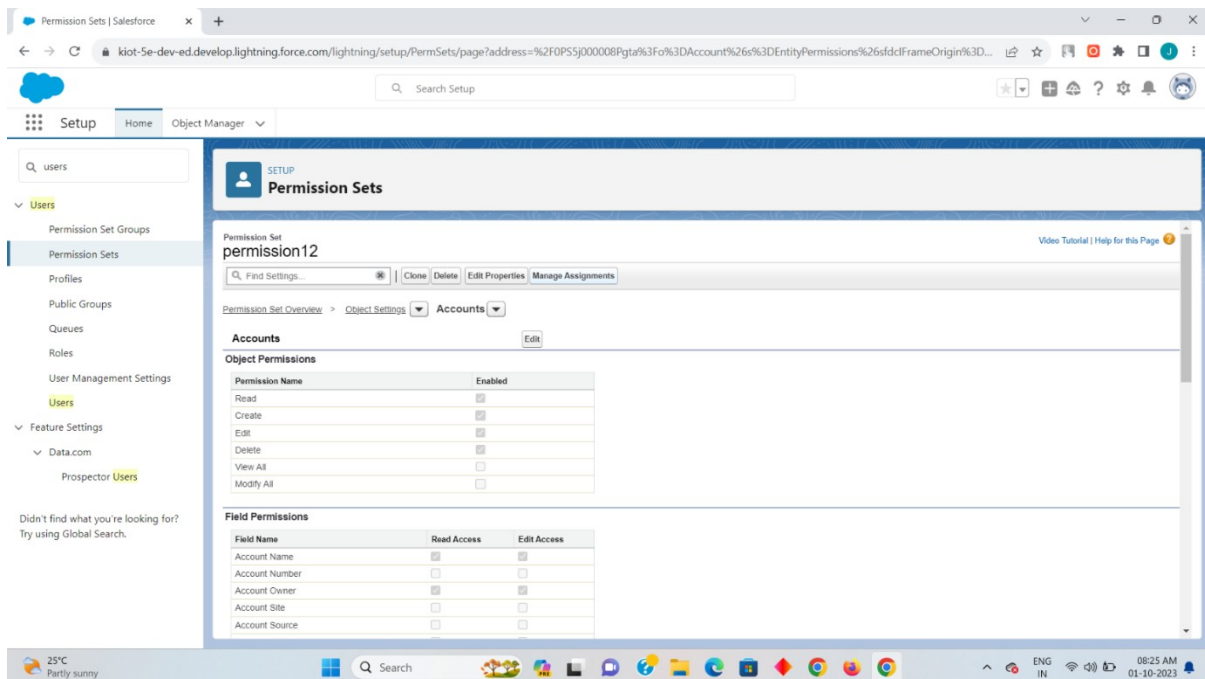 Permission Sets | Salesforce
kiot-5e-dev-ed.develop.lightning.force.com/lightning/setup/PermSets/page?address=%2F0PS5j000008Pgta%3Fo%3DAccount%26s%3DEntityPermissions%26sfdcIFrameOrigin%3D...
J
Search Setup
Setup Home Object Manager
users
Users
Permission Set Groups
Permission Sets
Profiles
Public Groups
Queues
Roles
User Management Settings
Users
Feature Settings
Data.com
Prospector Users
Didn't find what you're looking for?
Try using Global Search.
SETUP
Permission Sets
Permission Set
permission12
Video Tutorial | Help for this Page
Find Settings... | Clone Delete Edit Properties Manage Assignments
Permission Set Overview > Object Settings Accounts
Accounts Edit
Object Permissions
Permission Name Enabled
Read
Create
Edit
Delete
View All
Modify All
Field Permissions
Field Name Read Access Edit Access
Account Name
Account Number
Account Owner
Account Site
Account Source
25°C
Partly sunny
Search
ENG
IN
08:25 AM
01-10-2023